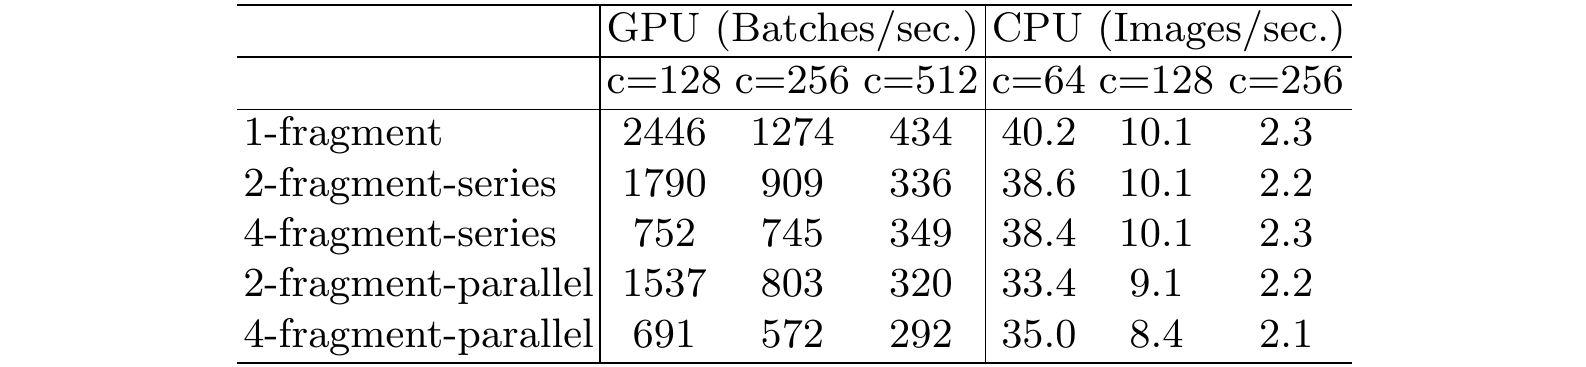 GPU (Batches/sec.) CPU (Images/sec.)
c=128 c=256 c=512 c=64 c=128 c=256
1-fragment 2446 1274 434 40.2 10.1 2.3
2-fragment-series 1790 909 336 38.6 10.1 2.2
4-fragment-series 752 745 349 38.4 10.1 2.3
2-fragment-parallel 1537 803 320 33.4 9.1 2.2
4-fragment-parallel 691 572 292 35.0 8.4 2.1